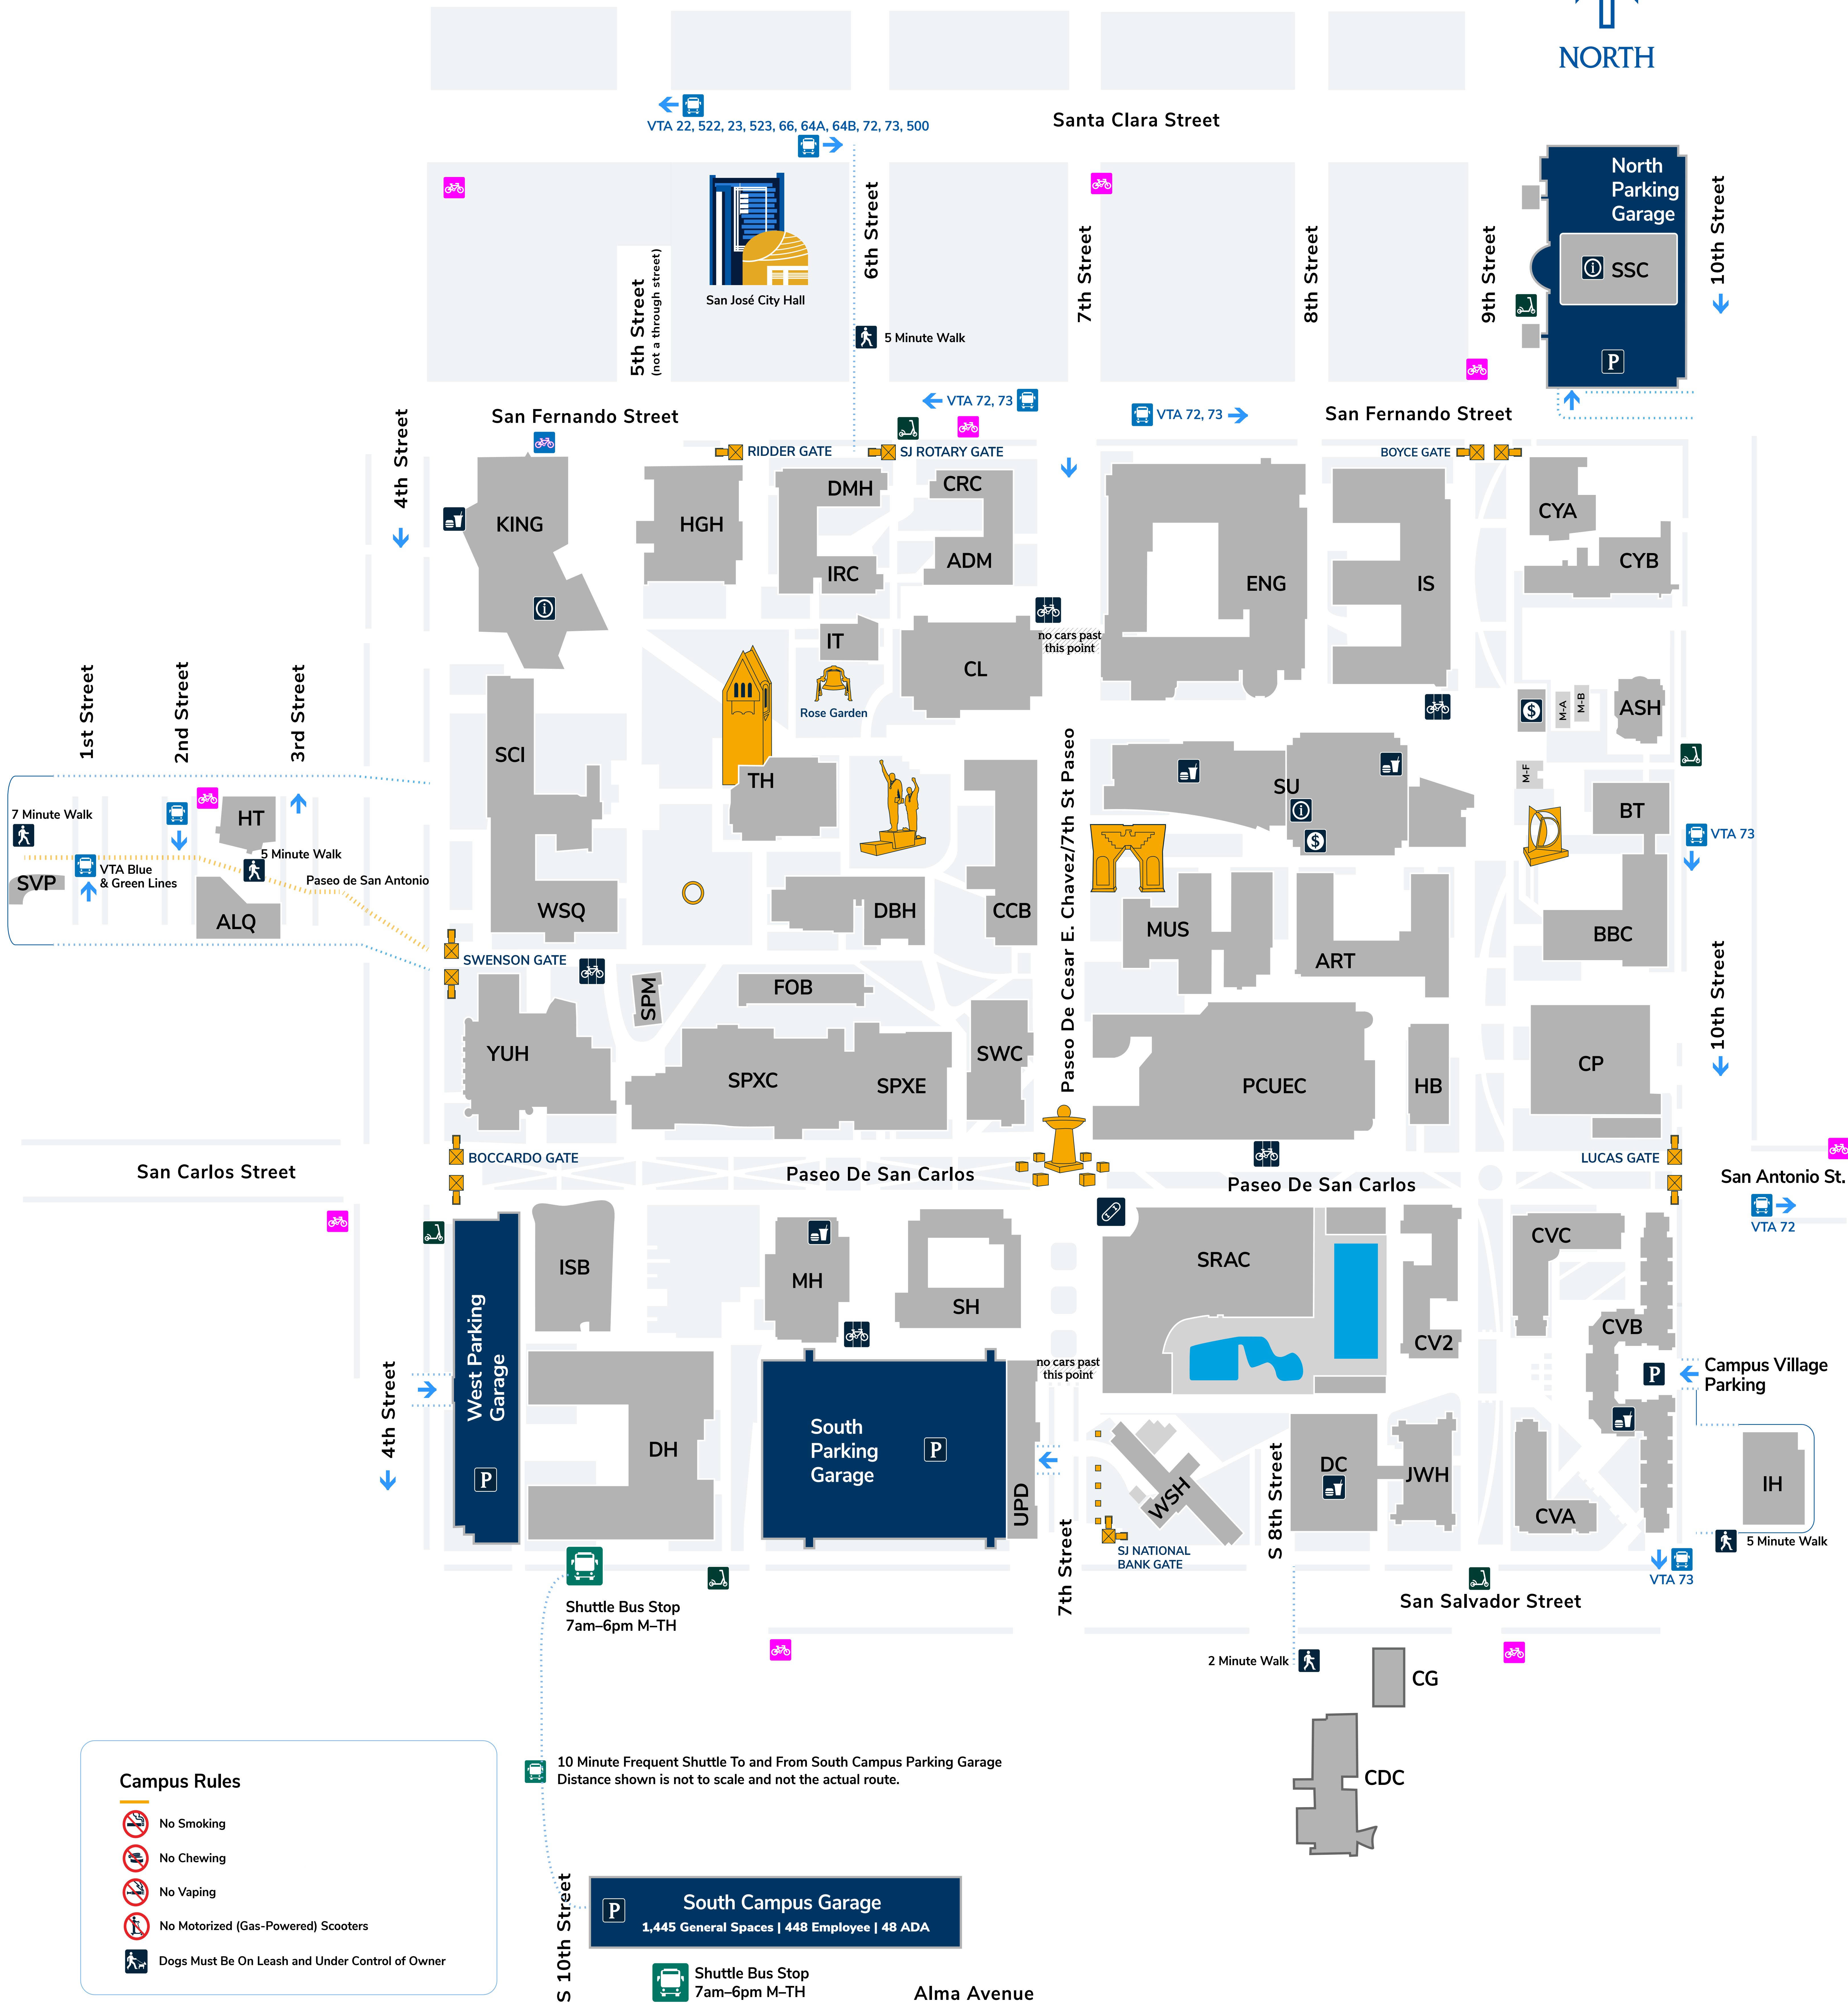 NORTH
VTA 22, 522, 23, 523, 66, 64A, 64B, 72, 73, 500
Santa Clara Street
North
Parking
Garage
SSC
P
San José City Hall
5th Street
(not a through street)
6th Street
7th Street
8th Street
9th Street
10th Street
5 Minute Walk
VTA 72, 73
VTA 72, 73
San Fernando Street
San Fernando Street
4th Street
RIDDER GATE
SJ ROTARY GATE
BOYCE GATE
KING
HGH
DMH
CRC
IRC
ADM
ENG
IS
CYA
CYB
IT
CL
no cars past
this point
Rose Garden
1st Street
2nd Street
3rd Street
SCI
TH
SU
$
$
M-A
M-B
ASH
M-F
BT
VTA 73
7 Minute Walk
HT
5 Minute Walk
VTA Blue
& Green Lines
Paseo de San Antonio
SVP
ALQ
WSQ
DBH
CCB
Paseo De Cesar E. Chavez/7th St Paseo
MUS
ART
BBC
10th Street
SWENSON GATE
SPM
FOB
YUH
SPXC
SPXE
SWC
PCUEC
HB
CP
San Carlos Street
BOCCARDO GATE
Paseo De San Carlos
Paseo De San Carlos
LUCAS GATE
San Antonio St.
VTA 72
West Parking
Garage
P
ISB
MH
SH
SRAC
CV2
CVC
CVB
P
Campus Village
Parking
4th Street
DH
South
Parking
Garage
P
UPD
no cars past
this point
7th Street
WSH
SJ NATIONAL
BANK GATE
S 8th Street
DC
JWH
CVA
IH
5 Minute Walk
VTA 73
Shuttle Bus Stop
7am–6pm M–TH
San Salvador Street
2 Minute Walk
CG
CDC
10 Minute Frequent Shuttle To and From South Campus Parking Garage
Distance shown is not to scale and not the actual route.
Campus Rules
No Smoking
No Chewing
No Vaping
No Motorized (Gas-Powered) Scooters
Dogs Must Be On Leash and Under Control of Owner
S 10th Street
P
South Campus Garage
1,445 General Spaces | 448 Employee | 48 ADA
Shuttle Bus Stop
7am–6pm M–TH
Alma Avenue